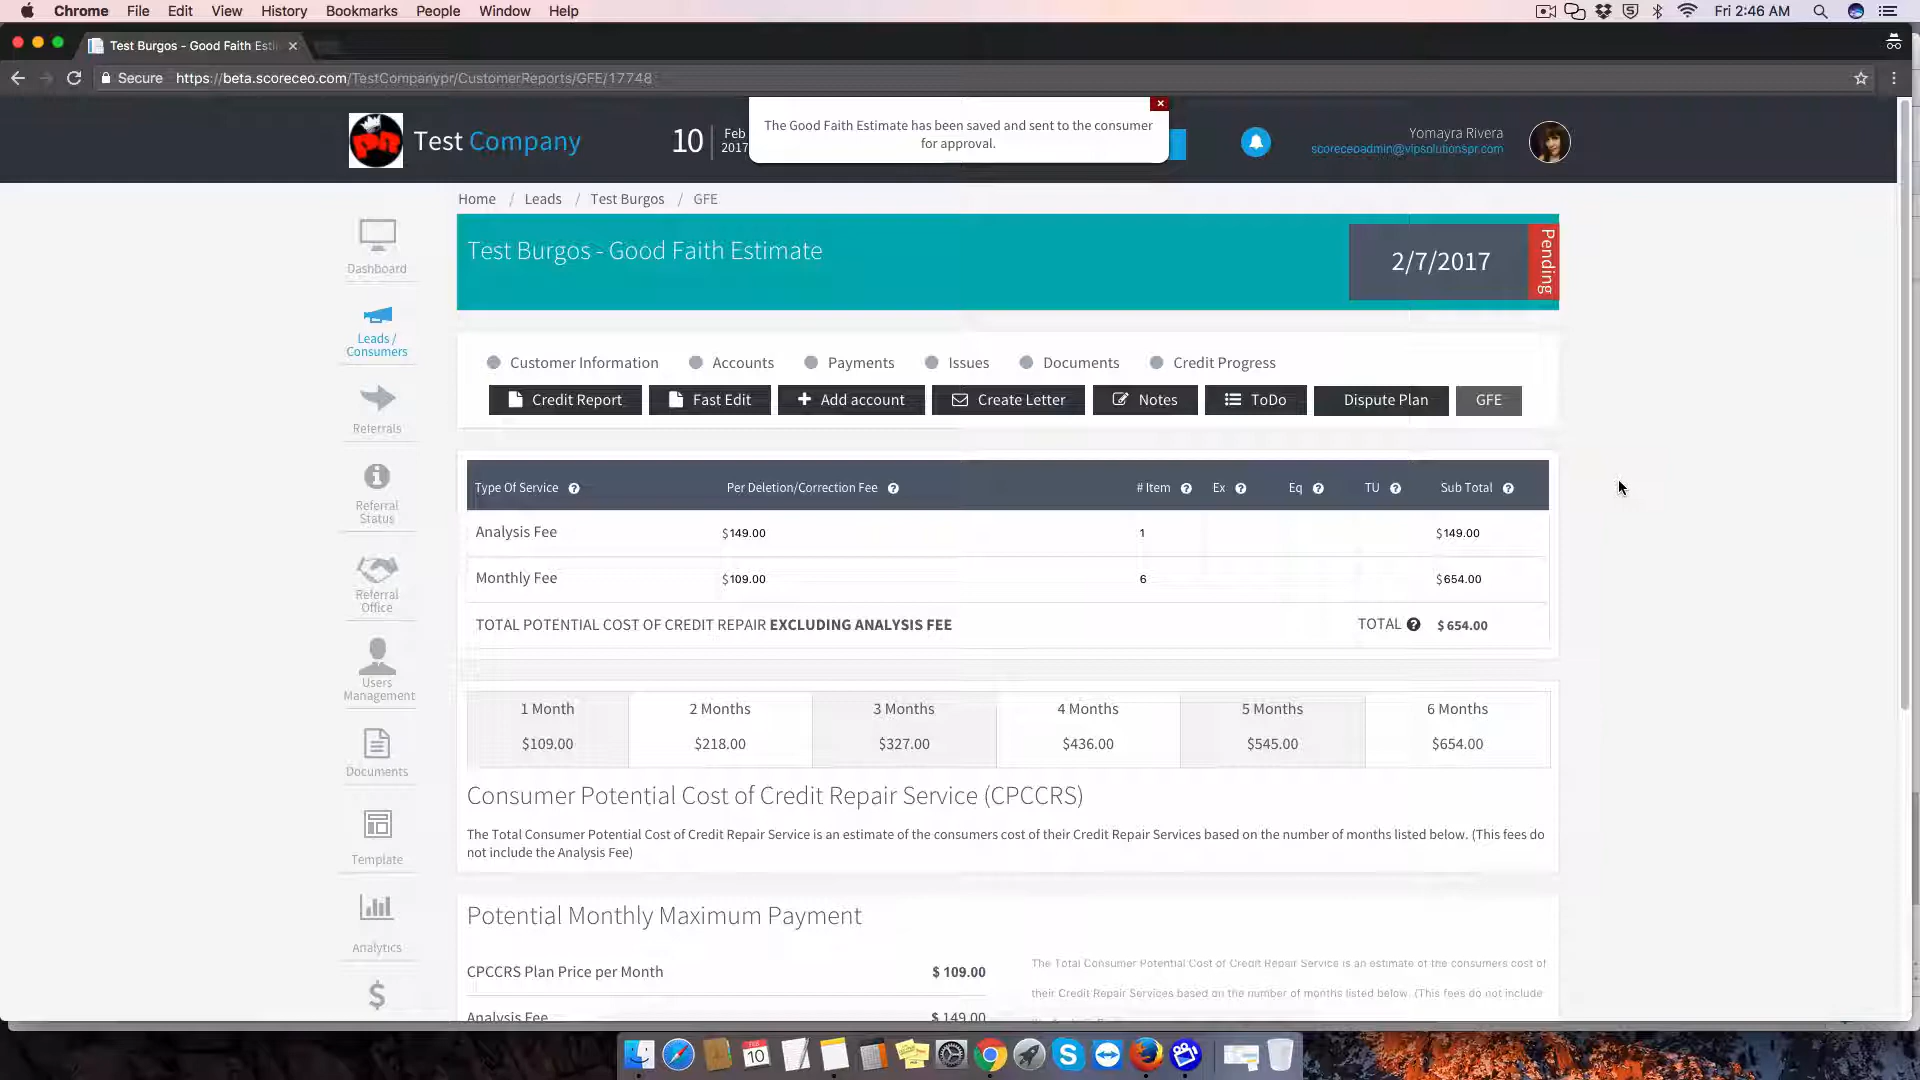 Chrome File Edit View History Bookmarks People Window Help Fri 2:46 AM
Test Burgos - Good Faith Esti
Secure https://beta.scoreceo.com/TestCompanypr/CustomerReports/GFE/17748
The Good Faith Estimate has been saved and sent to the consumer
for approval.
Test Company
10 Feb
2017
Yomayra Rivera
scoreceoadmin@vipsolutionspr.com
Home / Leads / Test Burgos / GFE
Test Burgos - Good Faith Estimate
2/7/2017
Pending
Dashboard
Leads /
Consumers
Referrals
Referral
Status
Referral
Office
Users
Management
Documents
Template
Analytics
Customer Information Accounts Payments Issues Documents Credit Progress
Credit Report Fast Edit Add account Create Letter Notes ToDo Dispute Plan GFE
Type Of Service Per Deletion/Correction Fee # Item Ex Eq TU Sub Total
Analysis Fee $149.00 1 $149.00
Monthly Fee $109.00 6 $654.00
TOTAL POTENTIAL COST OF CREDIT REPAIR EXCLUDING ANALYSIS FEE TOTAL $ 654.00
1 Month 2 Months 3 Months 4 Months 5 Months 6 Months
$109.00 $218.00 $327.00 $436.00 $545.00 $654.00
Consumer Potential Cost of Credit Repair Service (CPCCRS)
The Total Consumer Potential Cost of Credit Repair Service is an estimate of the consumers cost of their Credit Repair Services based on the number of months listed below. (This fees do
not include the Analysis Fee)
Potential Monthly Maximum Payment
CPCCRS Plan Price per Month $ 109.00
Analysis Fee $ 149.00
The Total Consumer Potential Cost of Credit Repair Service is an estimate of the consumers cost of
their Credit Repair Services based on the number of months listed below. (This fees do not include